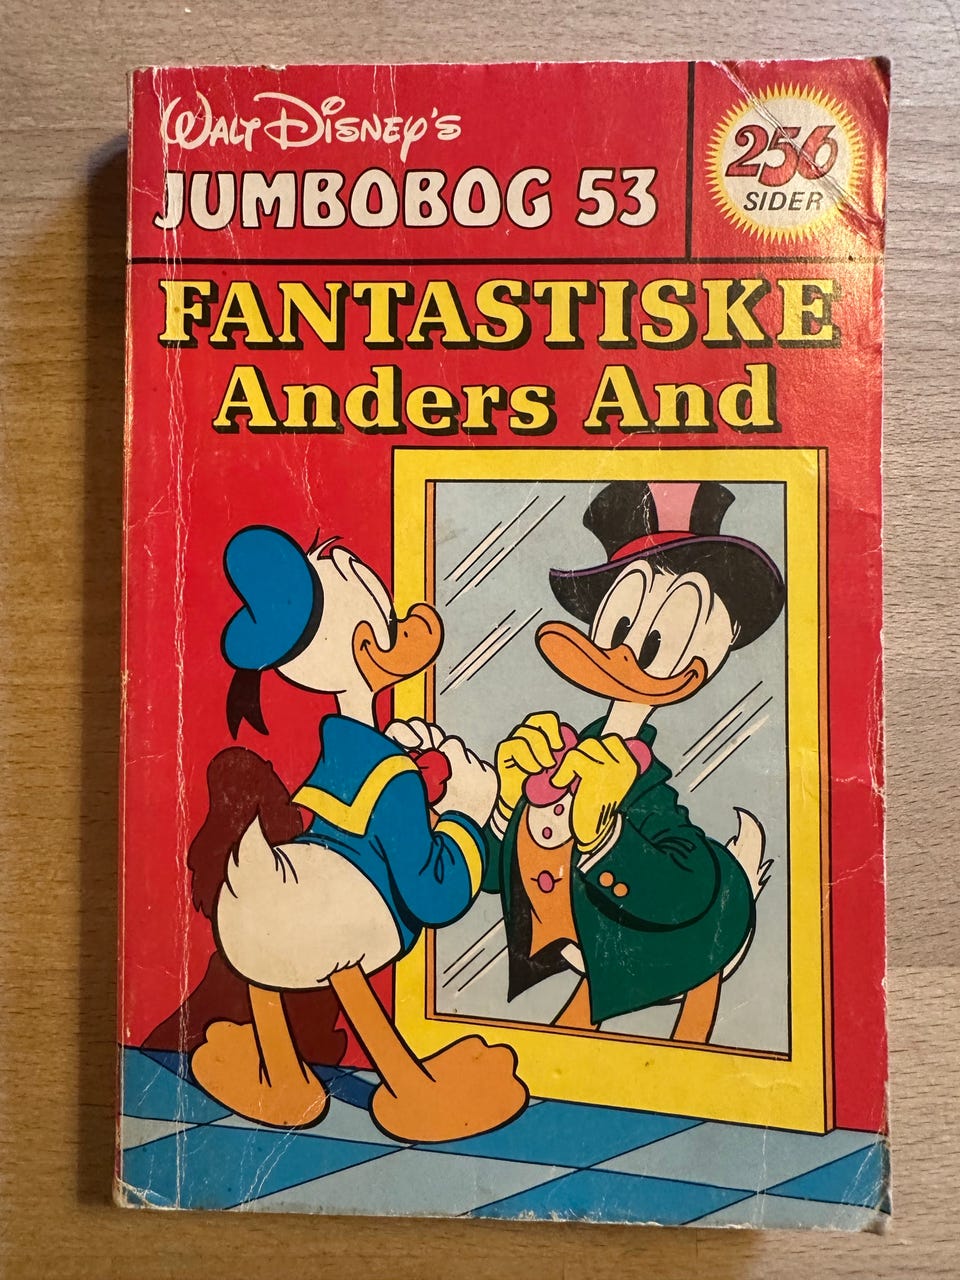 WALT DISNEY'S
JUMBOBOG 53
256
SIDER
FANTASTISKE
Anders And